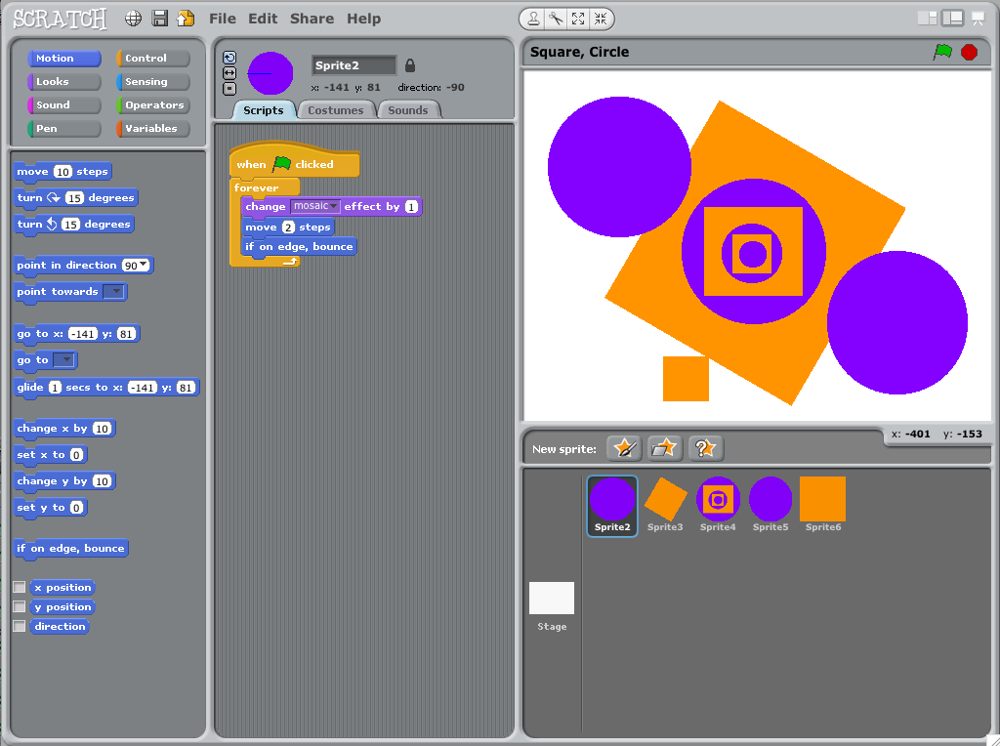 SCRATCH File Edit Share Help
Motion Control
Looks Sensing
Sound Operators
Pen Variables
move 10 steps
turn 15 degrees
turn 15 degrees
point in direction 90
point towards
go to x: -141 y: 81
go to
glide 1 secs to x: -141 y: 81
change x by 10
set x to 0
change y by 10
set y to 0
if on edge, bounce
x position
y position
direction
Sprite2
x: -141 y: 81 direction: -90
Scripts Costumes Sounds
when clicked
forever
change mosaic effect by 1
move 2 steps
if on edge, bounce
Square, Circle
x: -401 y: -153
New sprite:
Sprite2 Sprite3 Sprite4 Sprite5 Sprite6
Stage